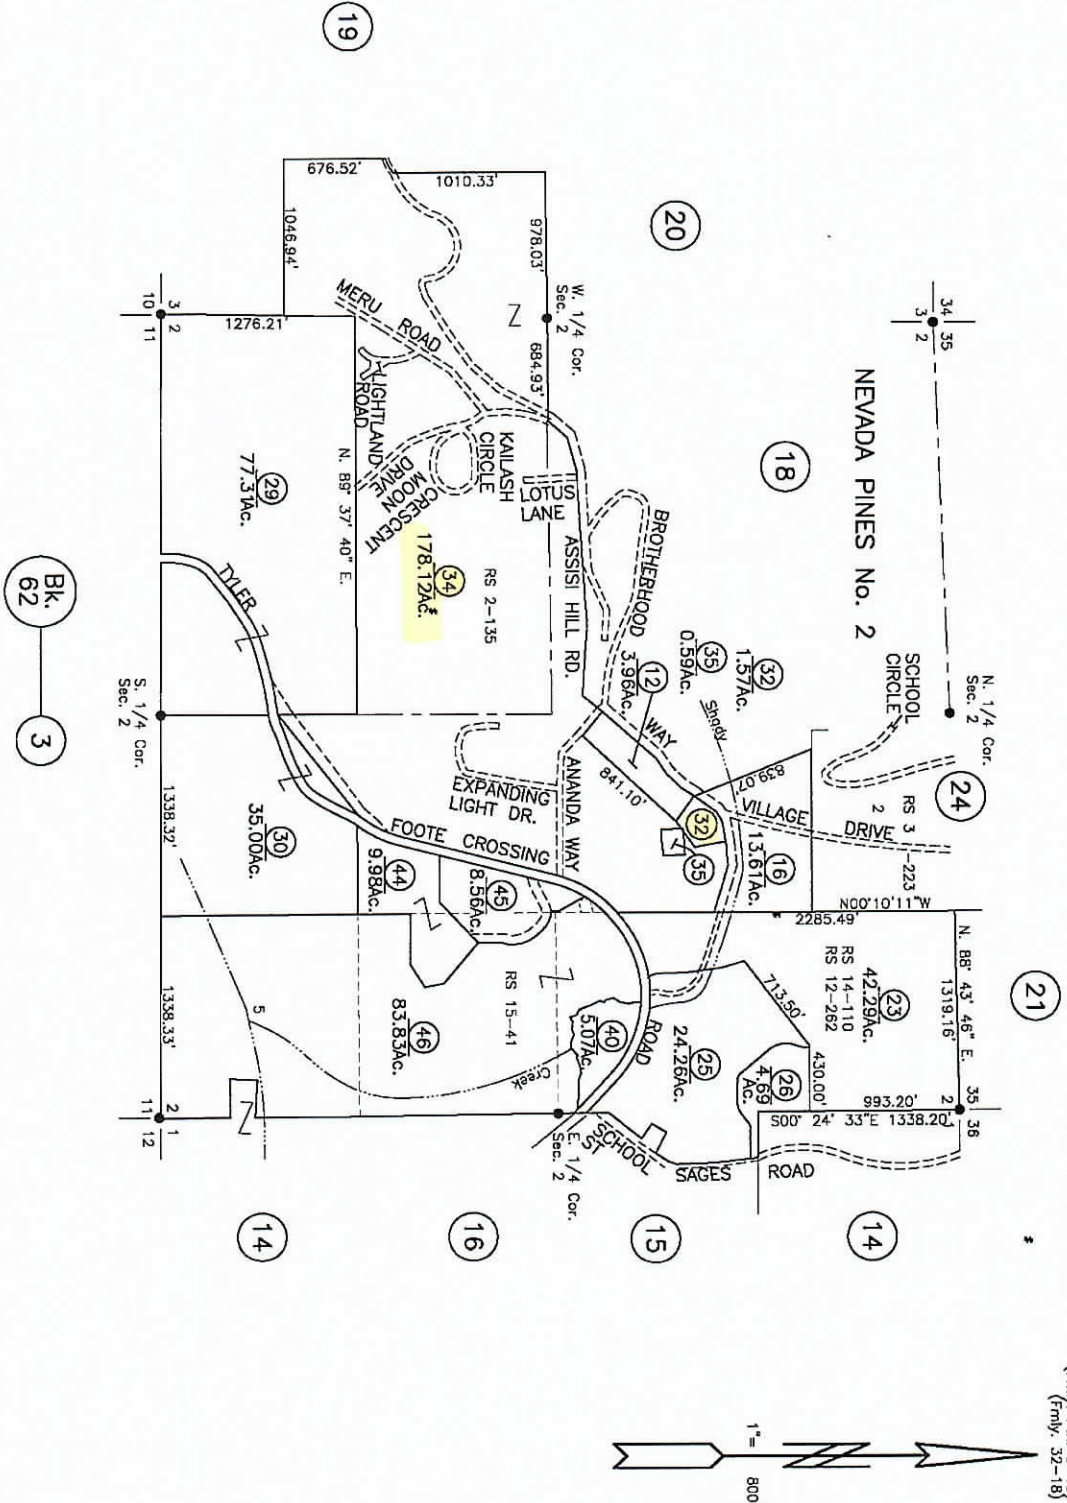 19
20
18
NEVADA PINES No. 2
24
21
34 35
3 2
N. 1/4 Cor.
Sec. 2
676.52'
1010.33'
1046.94'
978.03'
W. 1/4 Cor.
Sec. 2
684.93'
MERU ROAD
LIGHTLAND
ROAD
KAILASH
CIRCLE
CRESCENT
MOON
DRIVE
LOTUS
LANE
ASSISI HILL RD.
BROTHERHOOD WAY
3 2
10 11
1276.21'
N. 89° 37' 40" E.
29
77.31Ac.
34
178.12Ac.
RS 2-135
12
3.96Ac.
35
0.59Ac.
32
1.57Ac.
Shady
Creek
SCHOOL
CIRCLE
RS 3 -223
2
VILLAGE DRIVE
839.07
841.10'
32
35
16
13.61Ac.
TYLER
FOOTE CROSSING ROAD
EXPANDING
LIGHT DR.
ANANDA WAY
Bk.
62
3
S. 1/4 Cor.
Sec. 2
1338.32'
30
35.00Ac.
44
9.98Ac.
45
8.56Ac.
N00°10'11"W
2285.49'
N. 88° 43' 46" E.
1319.16'
23
42.29Ac.
RS 14-110
RS 12-262
713.50'
430.00'
26
4.69
Ac.
25
24.26Ac.
40
5.07Ac.
RS 15-41
46
83.83Ac.
1338.33'
5
993.20'
S00° 24' 33"E 1338.20'
35 36
2
2 1
11 12
E. 1/4 Cor.
Sec. 2
SCHOOL
ST
SAGES ROAD
14
16
15
14
1"= 800
(Fmly. 32-18)